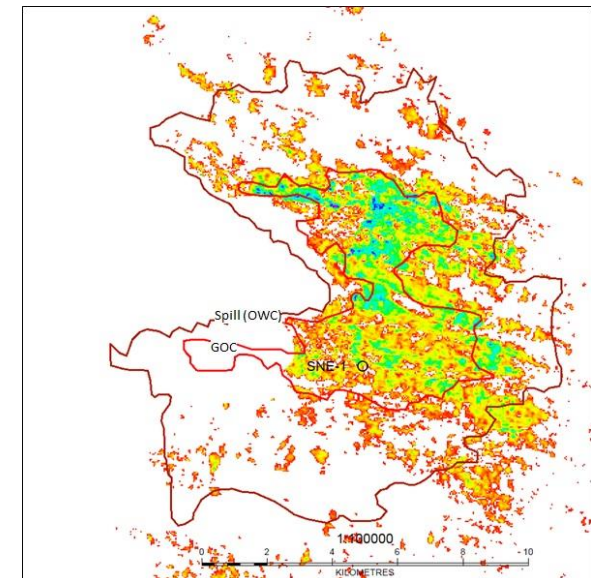 Spill (OWC)
GOC
SNE-1
1:100000
0 2 4 6 8 10
KILOMETRES